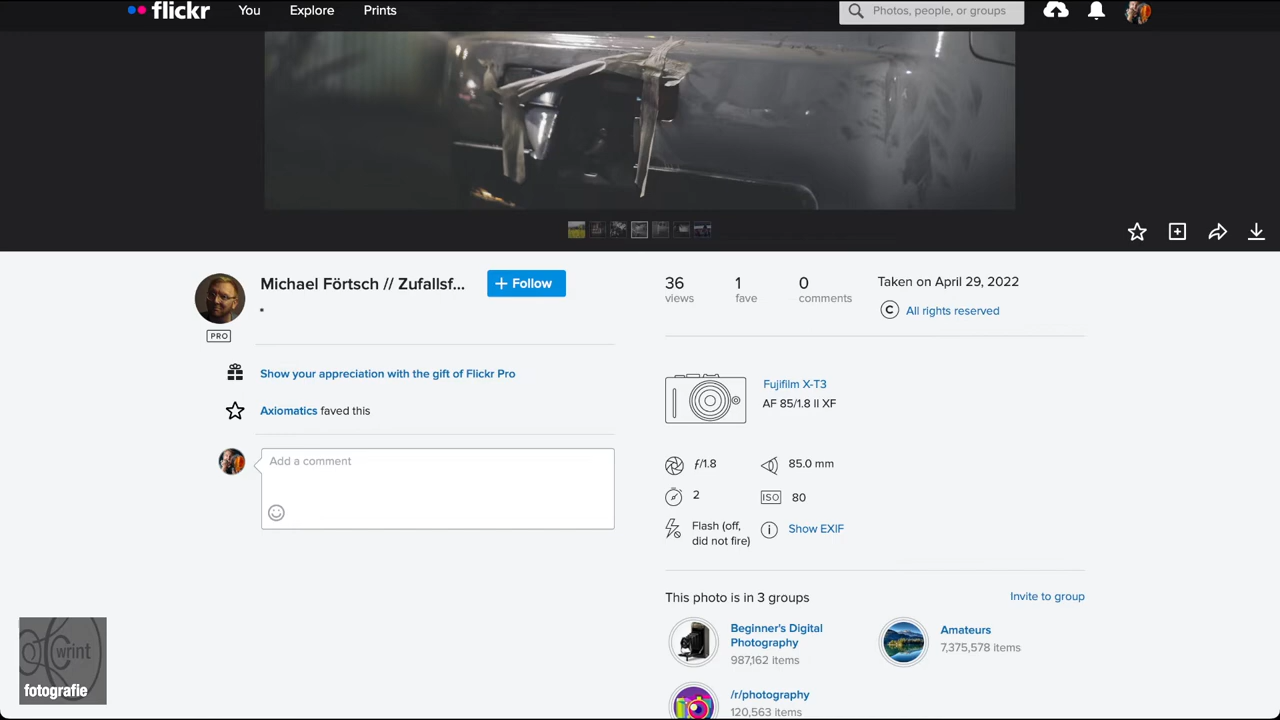 flickr
You
Explore
Prints
Photos, people, or groups
Michael Förtsch // Zufallsf...
+ Follow
PRO
Show your appreciation with the gift of Flickr Pro
Axiomatics faved this
Add a comment
36
views
1
fave
0
comments
Taken on April 29, 2022
C All rights reserved
Fujifilm X-T3
AF 85/1.8 II XF
ƒ/1.8
85.0 mm
2
ISO 80
Flash (off,
did not fire)
Show EXIF
This photo is in 3 groups
Invite to group
Beginner's Digital
Photography
987,162 items
Amateurs
7,375,578 items
/r/photography
120,563 items
wrint
fotografie